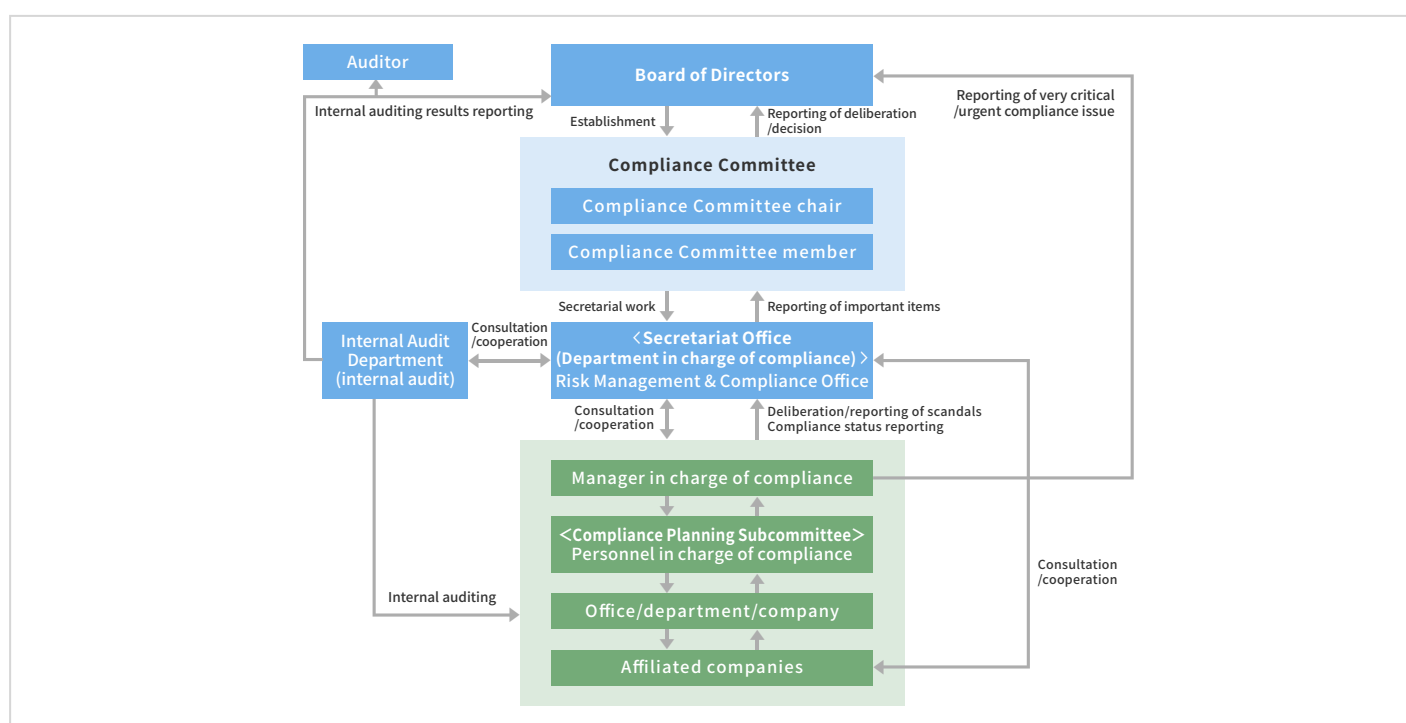 Auditor
Board of Directors
Internal auditing results reporting
Reporting of very critical
/urgent compliance issue
Establishment
Reporting of deliberation
/decision
Compliance Committee
Compliance Committee chair
Compliance Committee member
Secretarial work
Reporting of important items
Internal Audit
Department
(internal audit)
Consultation
/cooperation
<Secretariat Office
(Department in charge of compliance)>
Risk Management & Compliance Office
Consultation
/cooperation
Deliberation/reporting of scandals
Compliance status reporting
Manager in charge of compliance
<Compliance Planning Subcommittee>
Personnel in charge of compliance
Consultation
/cooperation
Internal auditing
Office/department/company
Affiliated companies